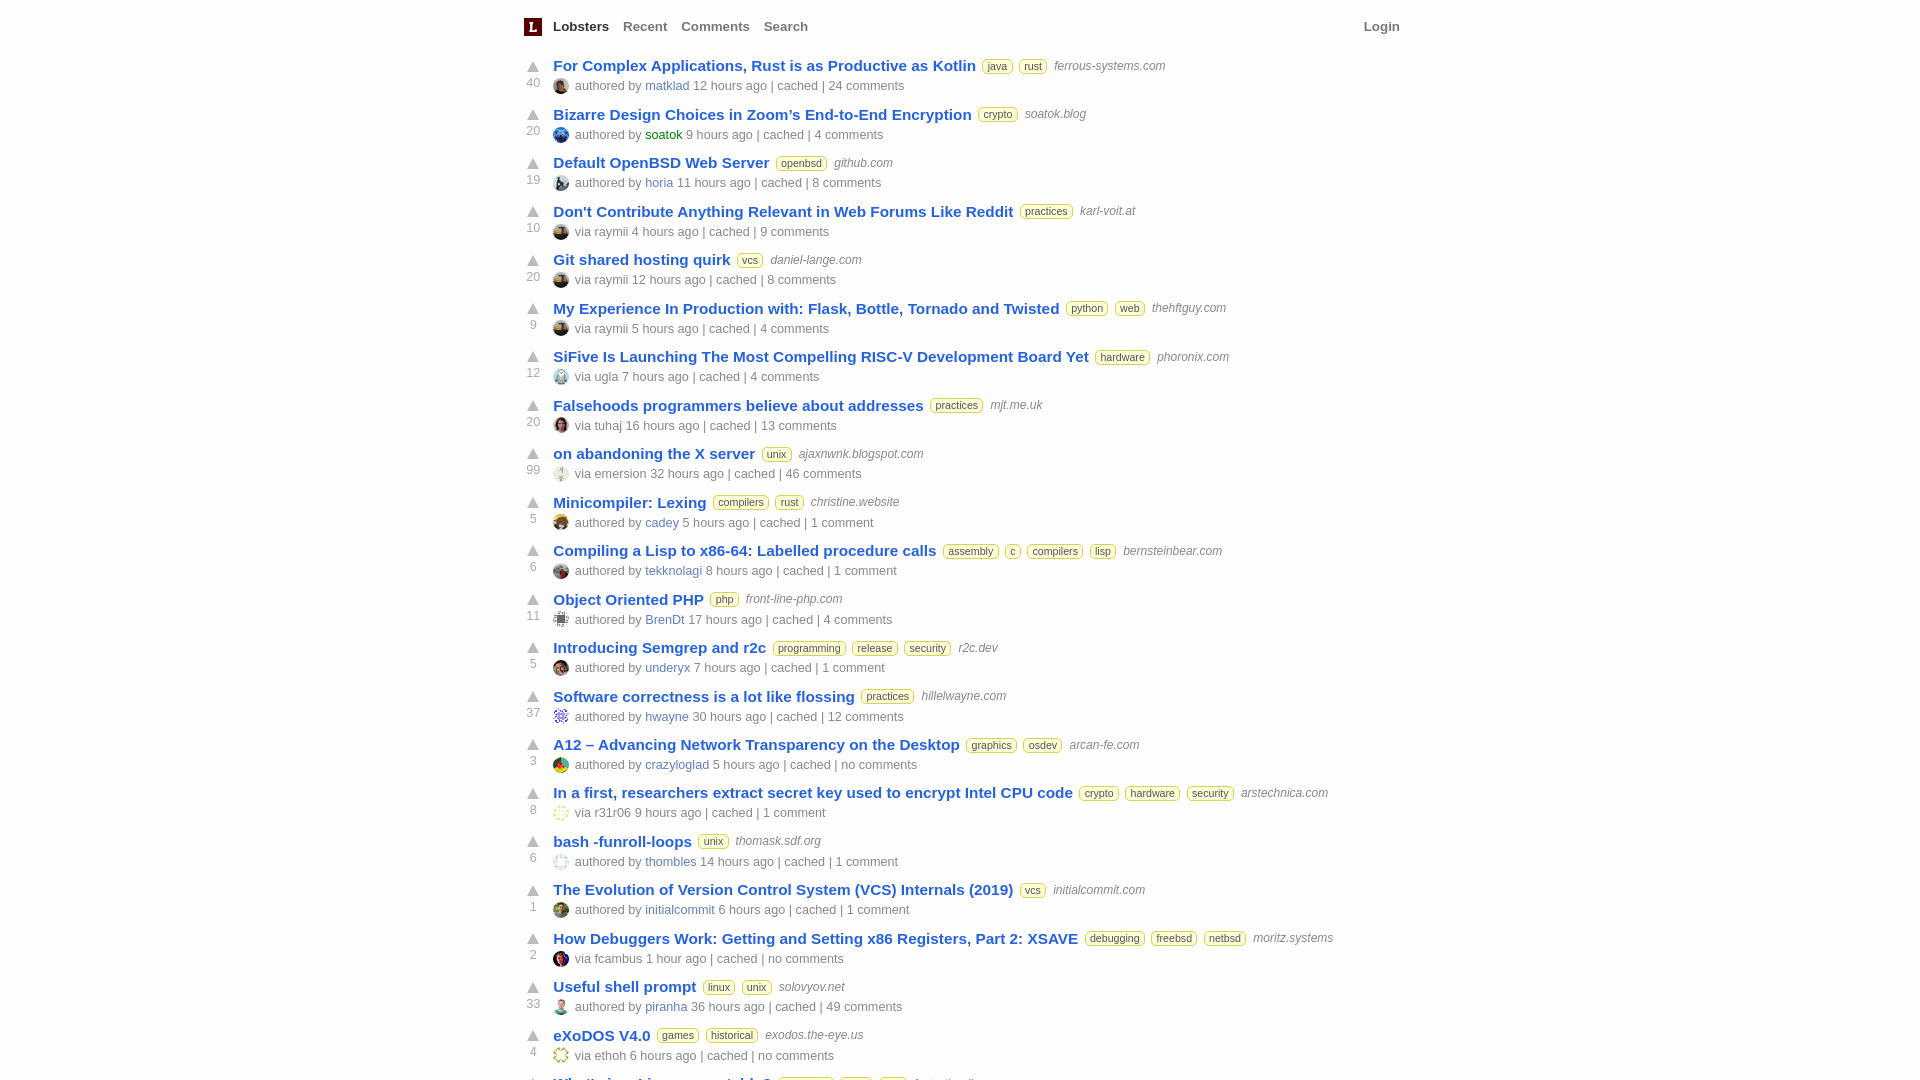 L Lobsters Recent Comments Search Login
For Complex Applications, Rust is as Productive as Kotlin java rust ferrous-systems.com
40 authored by matklad 12 hours ago | cached | 24 comments
Bizarre Design Choices in Zoom’s End-to-End Encryption crypto soatok.blog
20 authored by soatok 9 hours ago | cached | 4 comments
Default OpenBSD Web Server openbsd github.com
19 authored by horia 11 hours ago | cached | 8 comments
Don't Contribute Anything Relevant in Web Forums Like Reddit practices karl-voit.at
10 via raymii 4 hours ago | cached | 9 comments
Git shared hosting quirk vcs daniel-lange.com
20 via raymii 12 hours ago | cached | 8 comments
My Experience In Production with: Flask, Bottle, Tornado and Twisted python web thehftguy.com
9 via raymii 5 hours ago | cached | 4 comments
SiFive Is Launching The Most Compelling RISC-V Development Board Yet hardware phoronix.com
12 via ugla 7 hours ago | cached | 4 comments
Falsehoods programmers believe about addresses practices mjt.me.uk
20 via tuhaj 16 hours ago | cached | 13 comments
on abandoning the X server unix ajaxnwnk.blogspot.com
99 via emersion 32 hours ago | cached | 46 comments
Minicompiler: Lexing compilers rust christine.website
5 authored by cadey 5 hours ago | cached | 1 comment
Compiling a Lisp to x86-64: Labelled procedure calls assembly c compilers lisp bernsteinbear.com
6 authored by tekknolagi 8 hours ago | cached | 1 comment
Object Oriented PHP php front-line-php.com
11 authored by BrenDt 17 hours ago | cached | 4 comments
Introducing Semgrep and r2c programming release security r2c.dev
5 authored by underyx 7 hours ago | cached | 1 comment
Software correctness is a lot like flossing practices hillelwayne.com
37 authored by hwayne 30 hours ago | cached | 12 comments
A12 – Advancing Network Transparency on the Desktop graphics osdev arcan-fe.com
3 authored by crazyloglad 5 hours ago | cached | no comments
In a first, researchers extract secret key used to encrypt Intel CPU code crypto hardware security arstechnica.com
8 via r31r06 9 hours ago | cached | 1 comment
bash -funroll-loops unix thomask.sdf.org
6 authored by thombles 14 hours ago | cached | 1 comment
The Evolution of Version Control System (VCS) Internals (2019) vcs initialcommit.com
1 authored by initialcommit 6 hours ago | cached | 1 comment
How Debuggers Work: Getting and Setting x86 Registers, Part 2: XSAVE debugging freebsd netbsd moritz.systems
2 via fcambus 1 hour ago | cached | no comments
Useful shell prompt linux unix solovyov.net
33 authored by piranha 36 hours ago | cached | 49 comments
eXoDOS V4.0 games historical exodos.the-eye.us
4 via ethoh 6 hours ago | cached | no comments